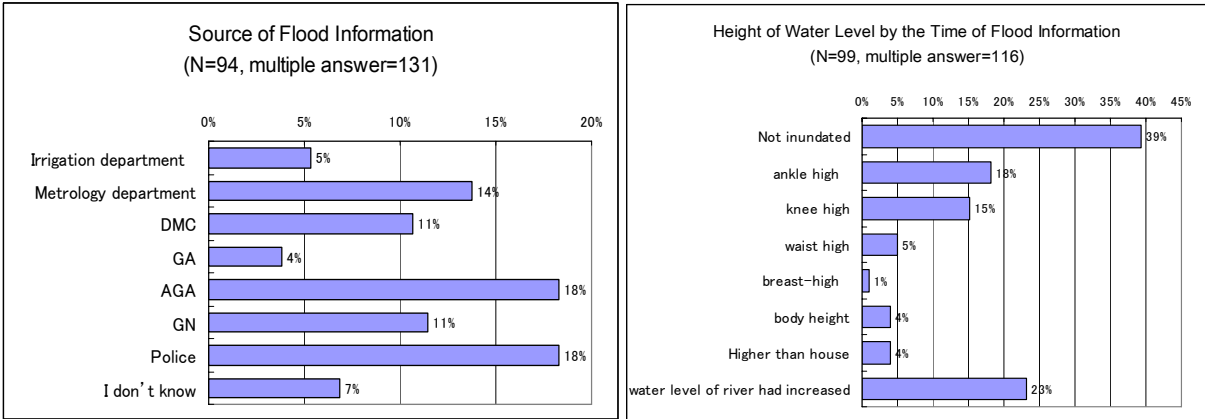 Source of Flood Information
(N=94, multiple answer=131)
0% 5% 10% 15% 20%
Irrigation department 5%
Metrology department 14%
DMC 11%
GA 4%
AGA 18%
GN 11%
Police 18%
I don't know 7%
Height of Water Level by the Time of Flood Information
(N=99, multiple answer=116)
0% 5% 10% 15% 20% 25% 30% 35% 40% 45%
Not inundated 39%
ankle high 18%
knee high 15%
waist high 5%
breast-high 1%
body height 4%
Higher than house 4%
water level of river had increased 23%